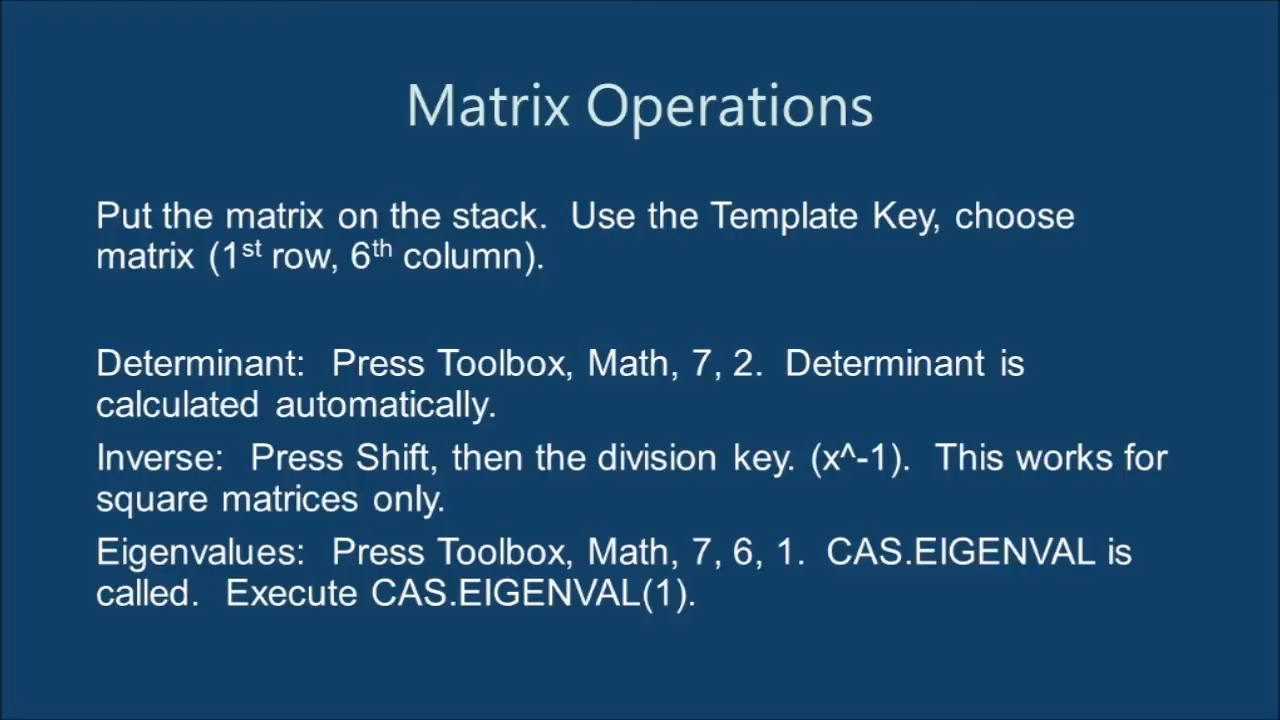 Matrix Operations
Put the matrix on the stack.  Use the Template Key, choose
matrix (1st row, 6th column).
Determinant:  Press Toolbox, Math, 7, 2.  Determinant is
calculated automatically.
Inverse:  Press Shift, then the division key. (x^-1).  This works for
square matrices only.
Eigenvalues:  Press Toolbox, Math, 7, 6, 1.  CAS.EIGENVAL is
called.  Execute CAS.EIGENVAL(1).